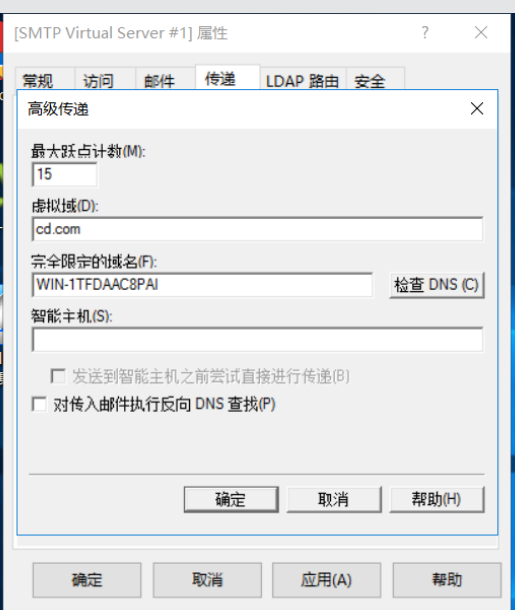 [SMTP Virtual Server #1] 属性
常规 访问 邮件 传递 LDAP 路由 安全
高级传递
最大跃点计数(M):
15
虚拟域(D):
cd.com
完全限定的域名(F):
WIN-1TFDAAC8PAI 检查 DNS (C)
智能主机(S):
发送到智能主机之前尝试直接进行传递(B)
对传入邮件执行反向 DNS 查找(P)
确定 取消 帮助(H)
确定 取消 应用(A) 帮助